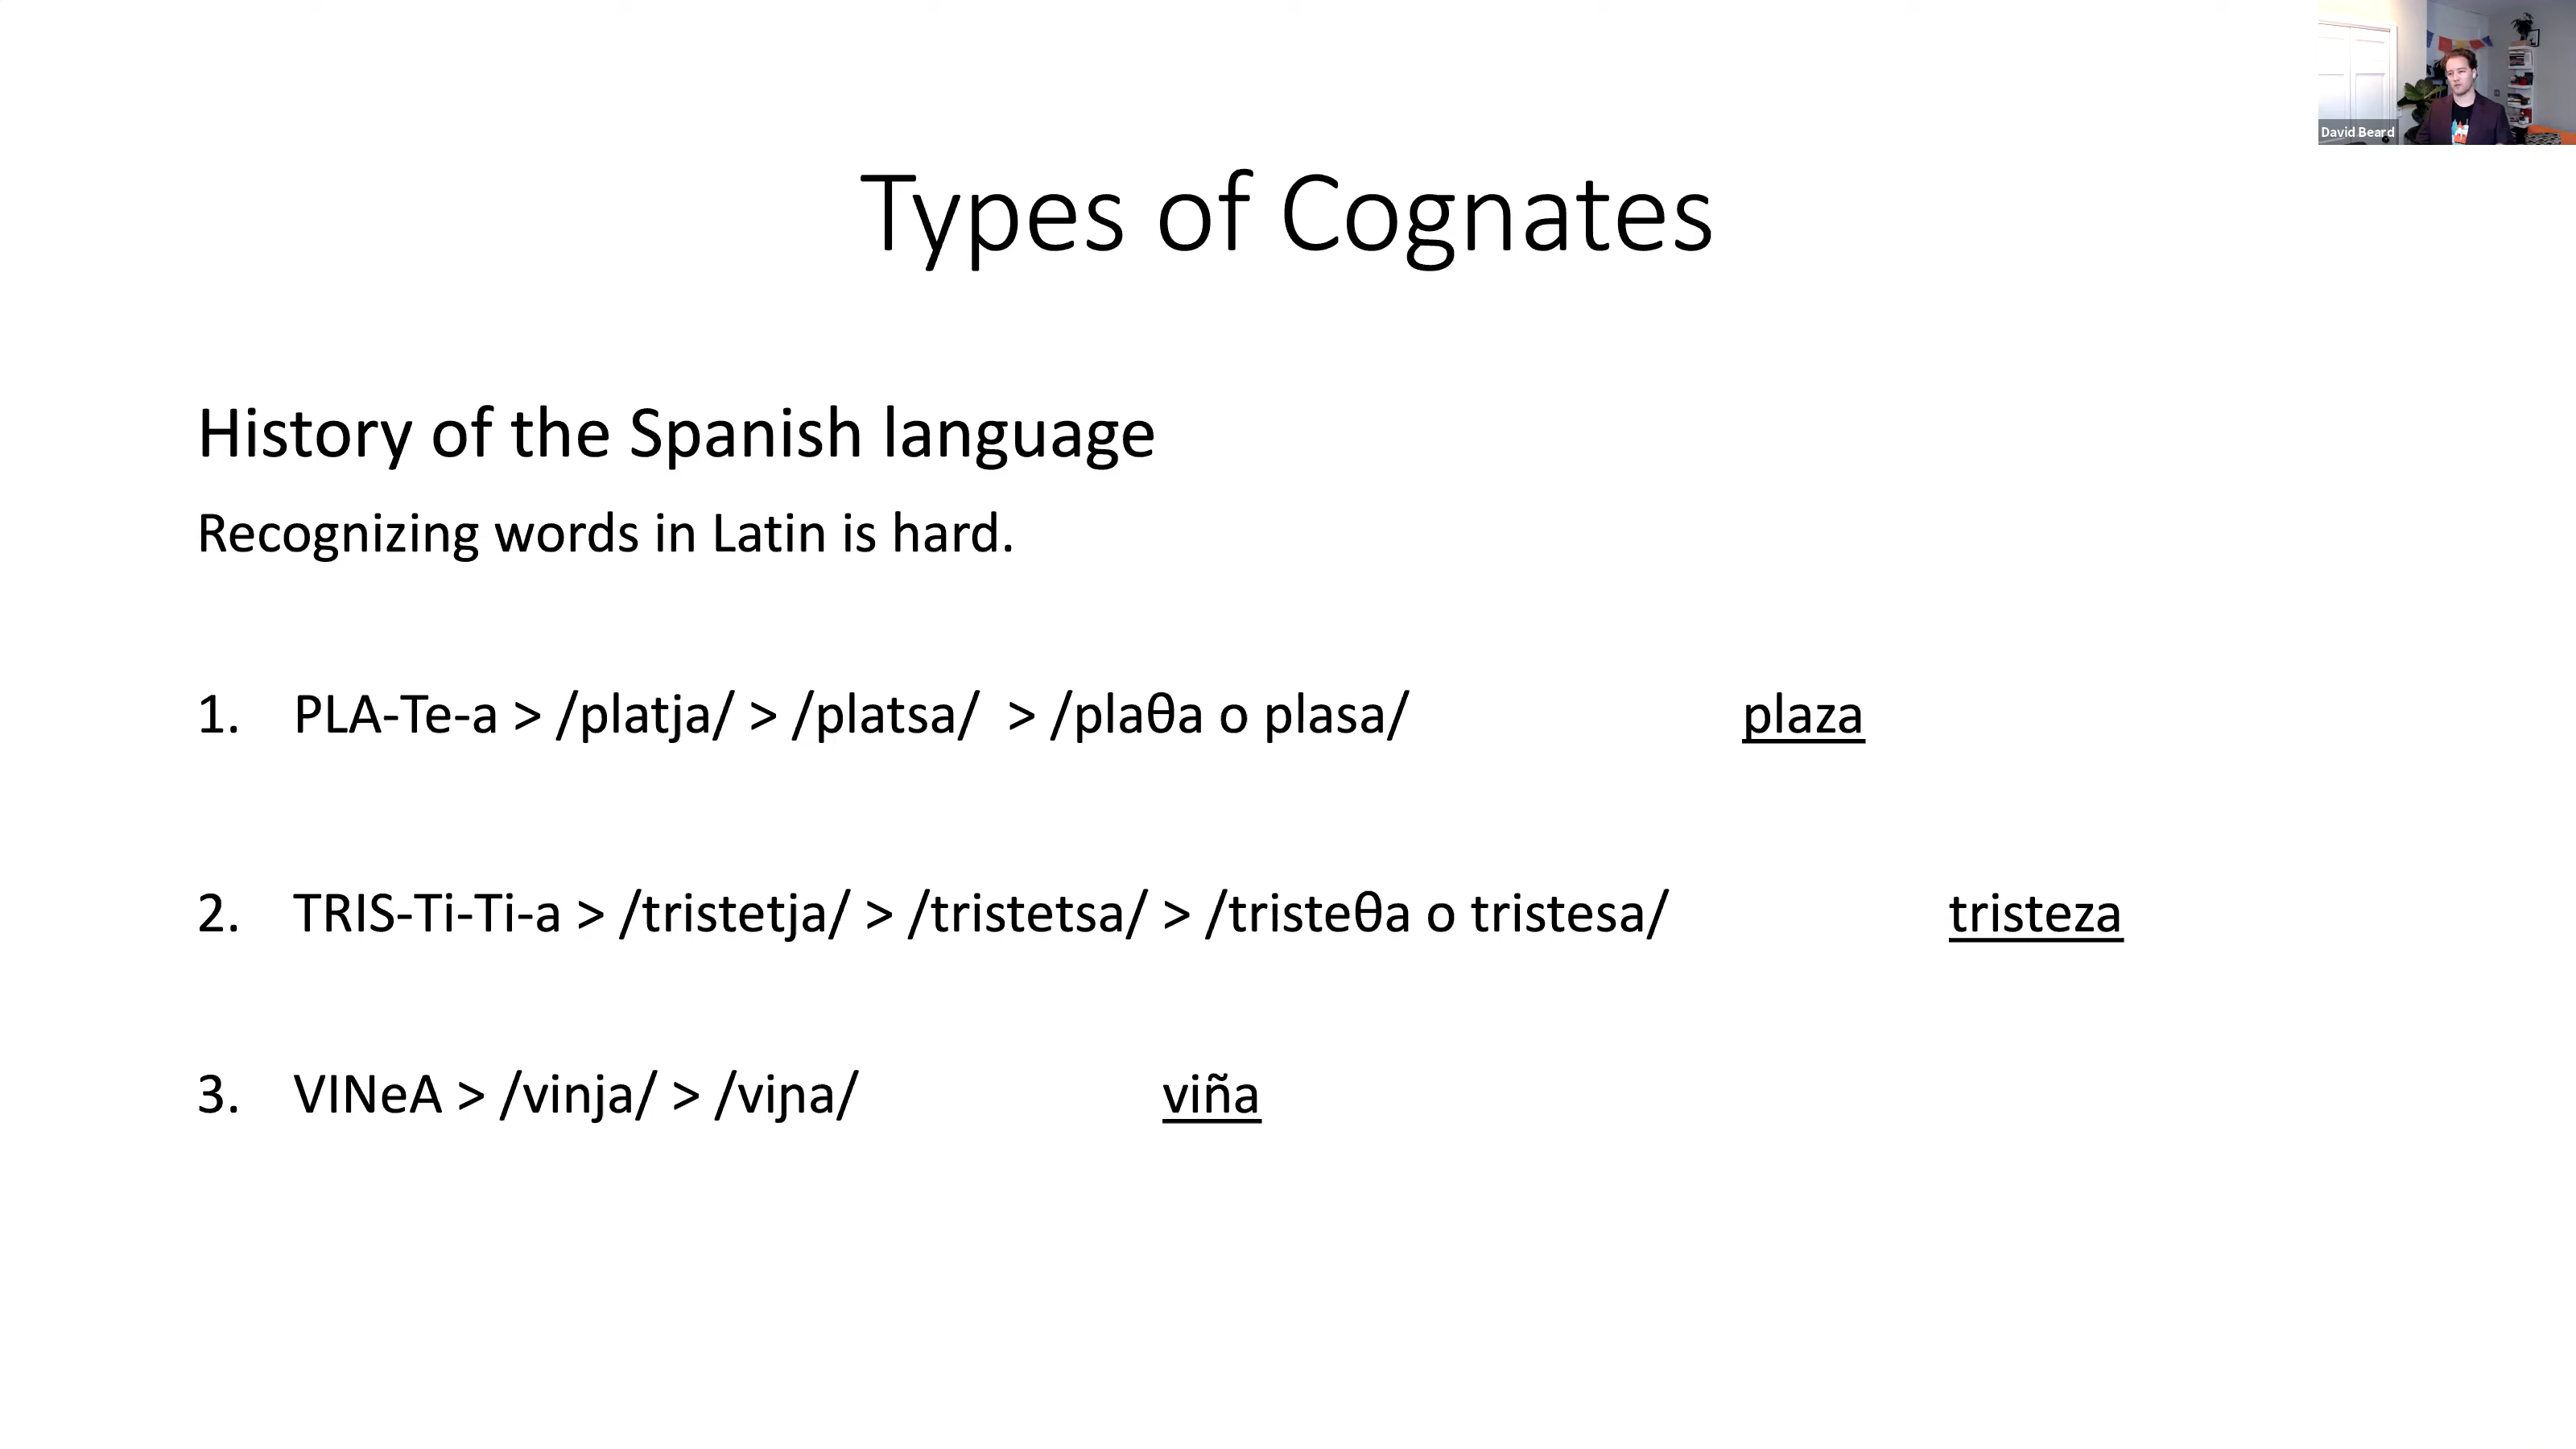 David Beard
Types of Cognates
History of the Spanish language
Recognizing words in Latin is hard.
1. PLA-Te-a > /platja/ > /platsa/ > /plaθa o plasa/ plaza
2. TRIS-Ti-Ti-a > /tristetja/ > /tristetsa/ > /tristeθa o tristesa/ tristeza
3. VINeA > /vinja/ > /viɲa/ viña